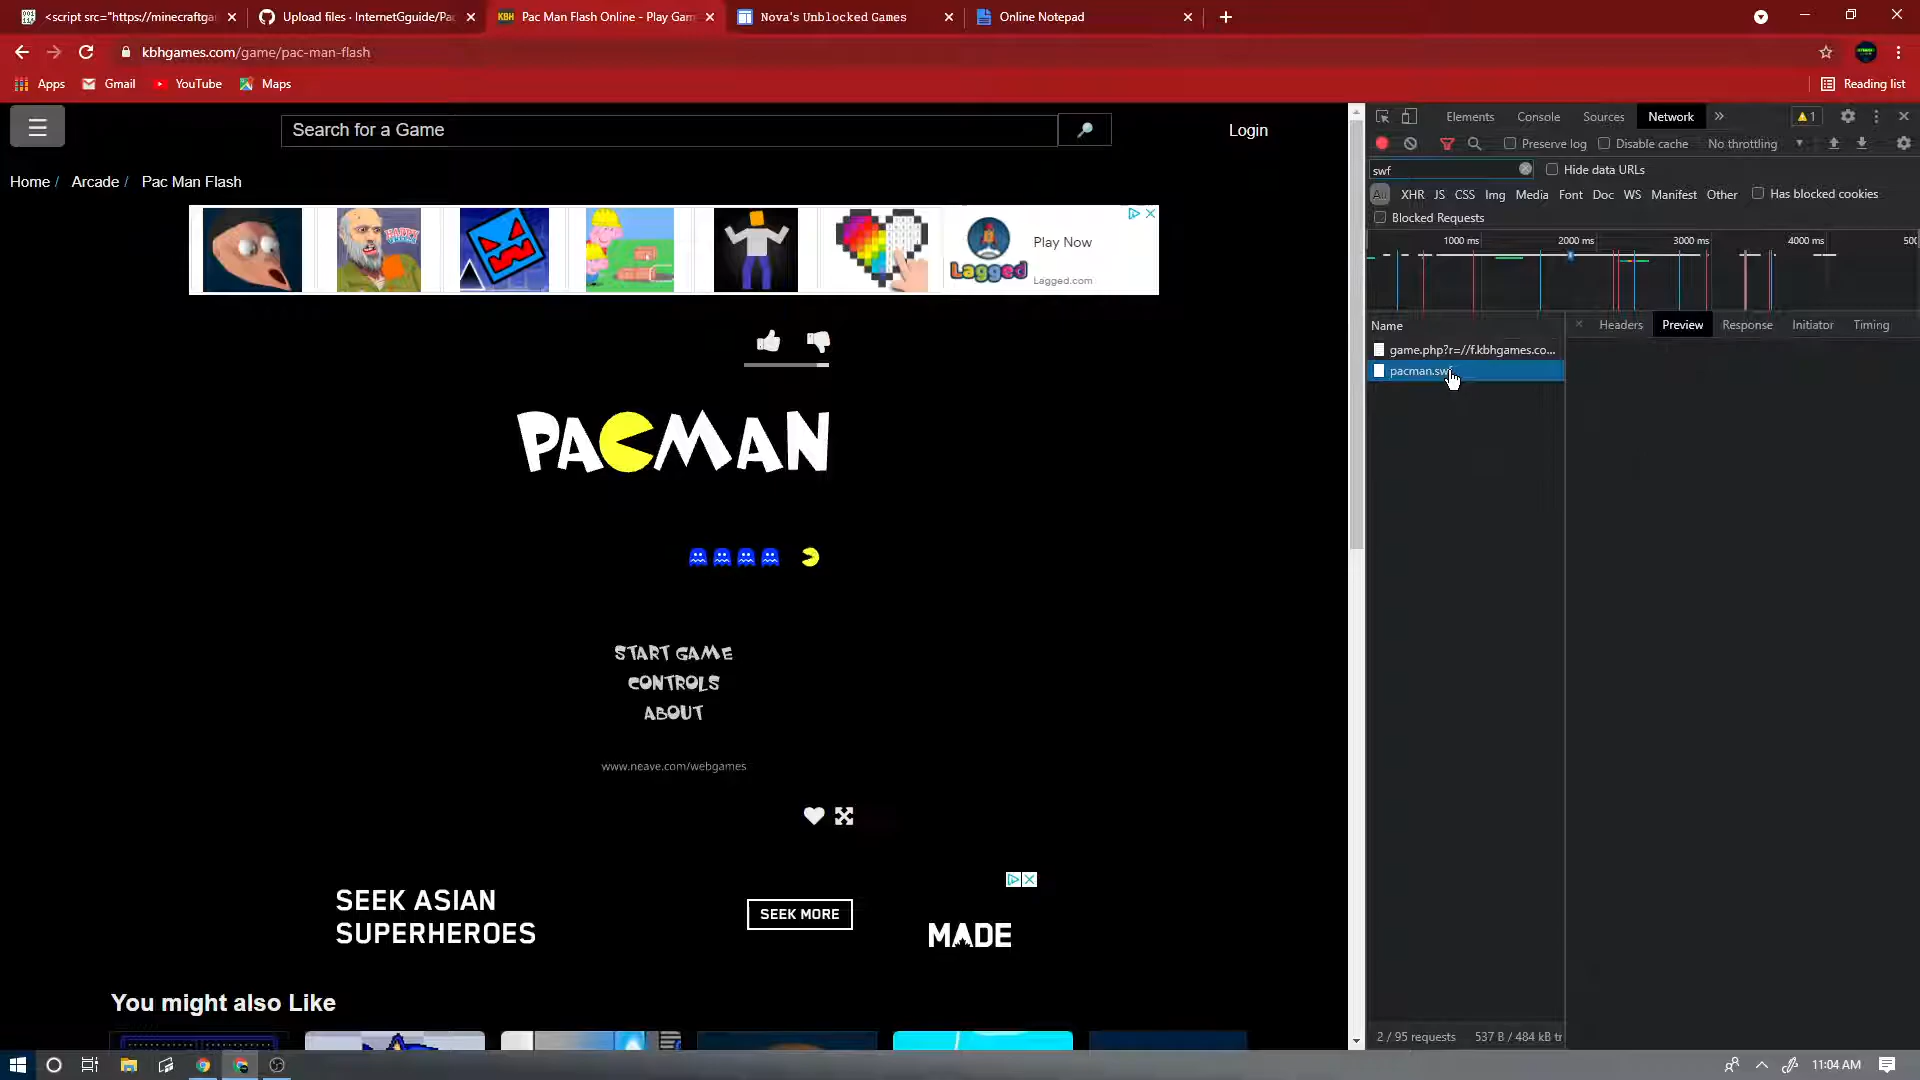 <script src="https://minecraftga
Upload files · InternetGguide/Pac
KBH Pac Man Flash Online - Play Gam
Nova's Unblocked Games
Online Notepad
kbhgames.com/game/pac-man-flash
Apps
Gmail
YouTube
Maps
Reading list
Search for a Game
Login
Home / Arcade / Pac Man Flash
Play Now
Lagged
Lagged.com
PACMAN
START GAME
CONTROLS
ABOUT
www.neave.com/webgames
SEEK ASIAN
SUPERHEROES
SEEK MORE
MADE
You might also Like
Elements
Console
Sources
Network
1
Preserve log
Disable cache
No throttling
swf
Hide data URLs
All
XHR
JS
CSS
Img
Media
Font
Doc
WS
Manifest
Other
Has blocked cookies
Blocked Requests
1000 ms
2000 ms
3000 ms
4000 ms
500
Name
Headers
Preview
Response
Initiator
Timing
game.php?r=//f.kbhgames.co...
pacman.swf
2 / 95 requests
537 B / 484 kB tr
11:04 AM